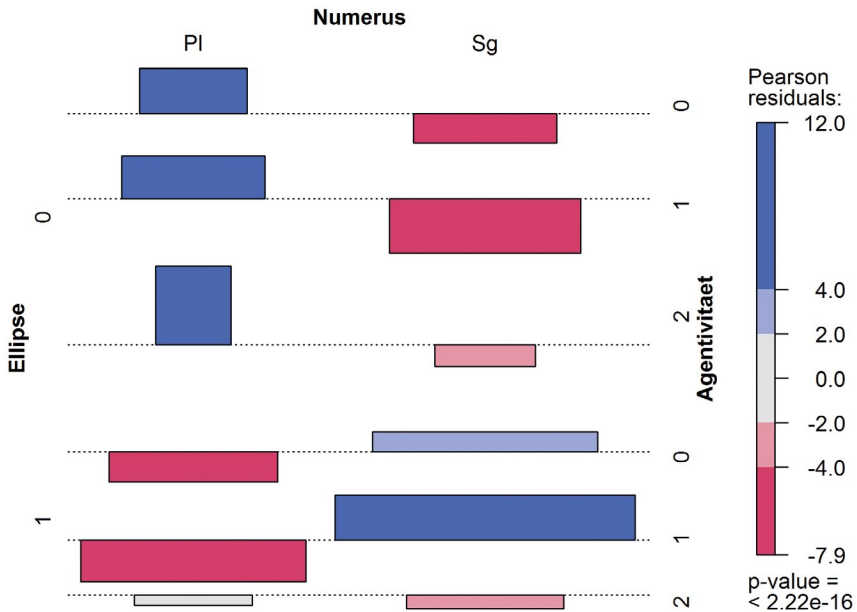 Numerus
Pl
Sg
Ellipse
0
1
Agentivitaet
0
1
2
0
1
2
Pearson
residuals:
12.0
4.0
2.0
0.0
-2.0
-4.0
-7.9
p-value =
< 2.22e-16